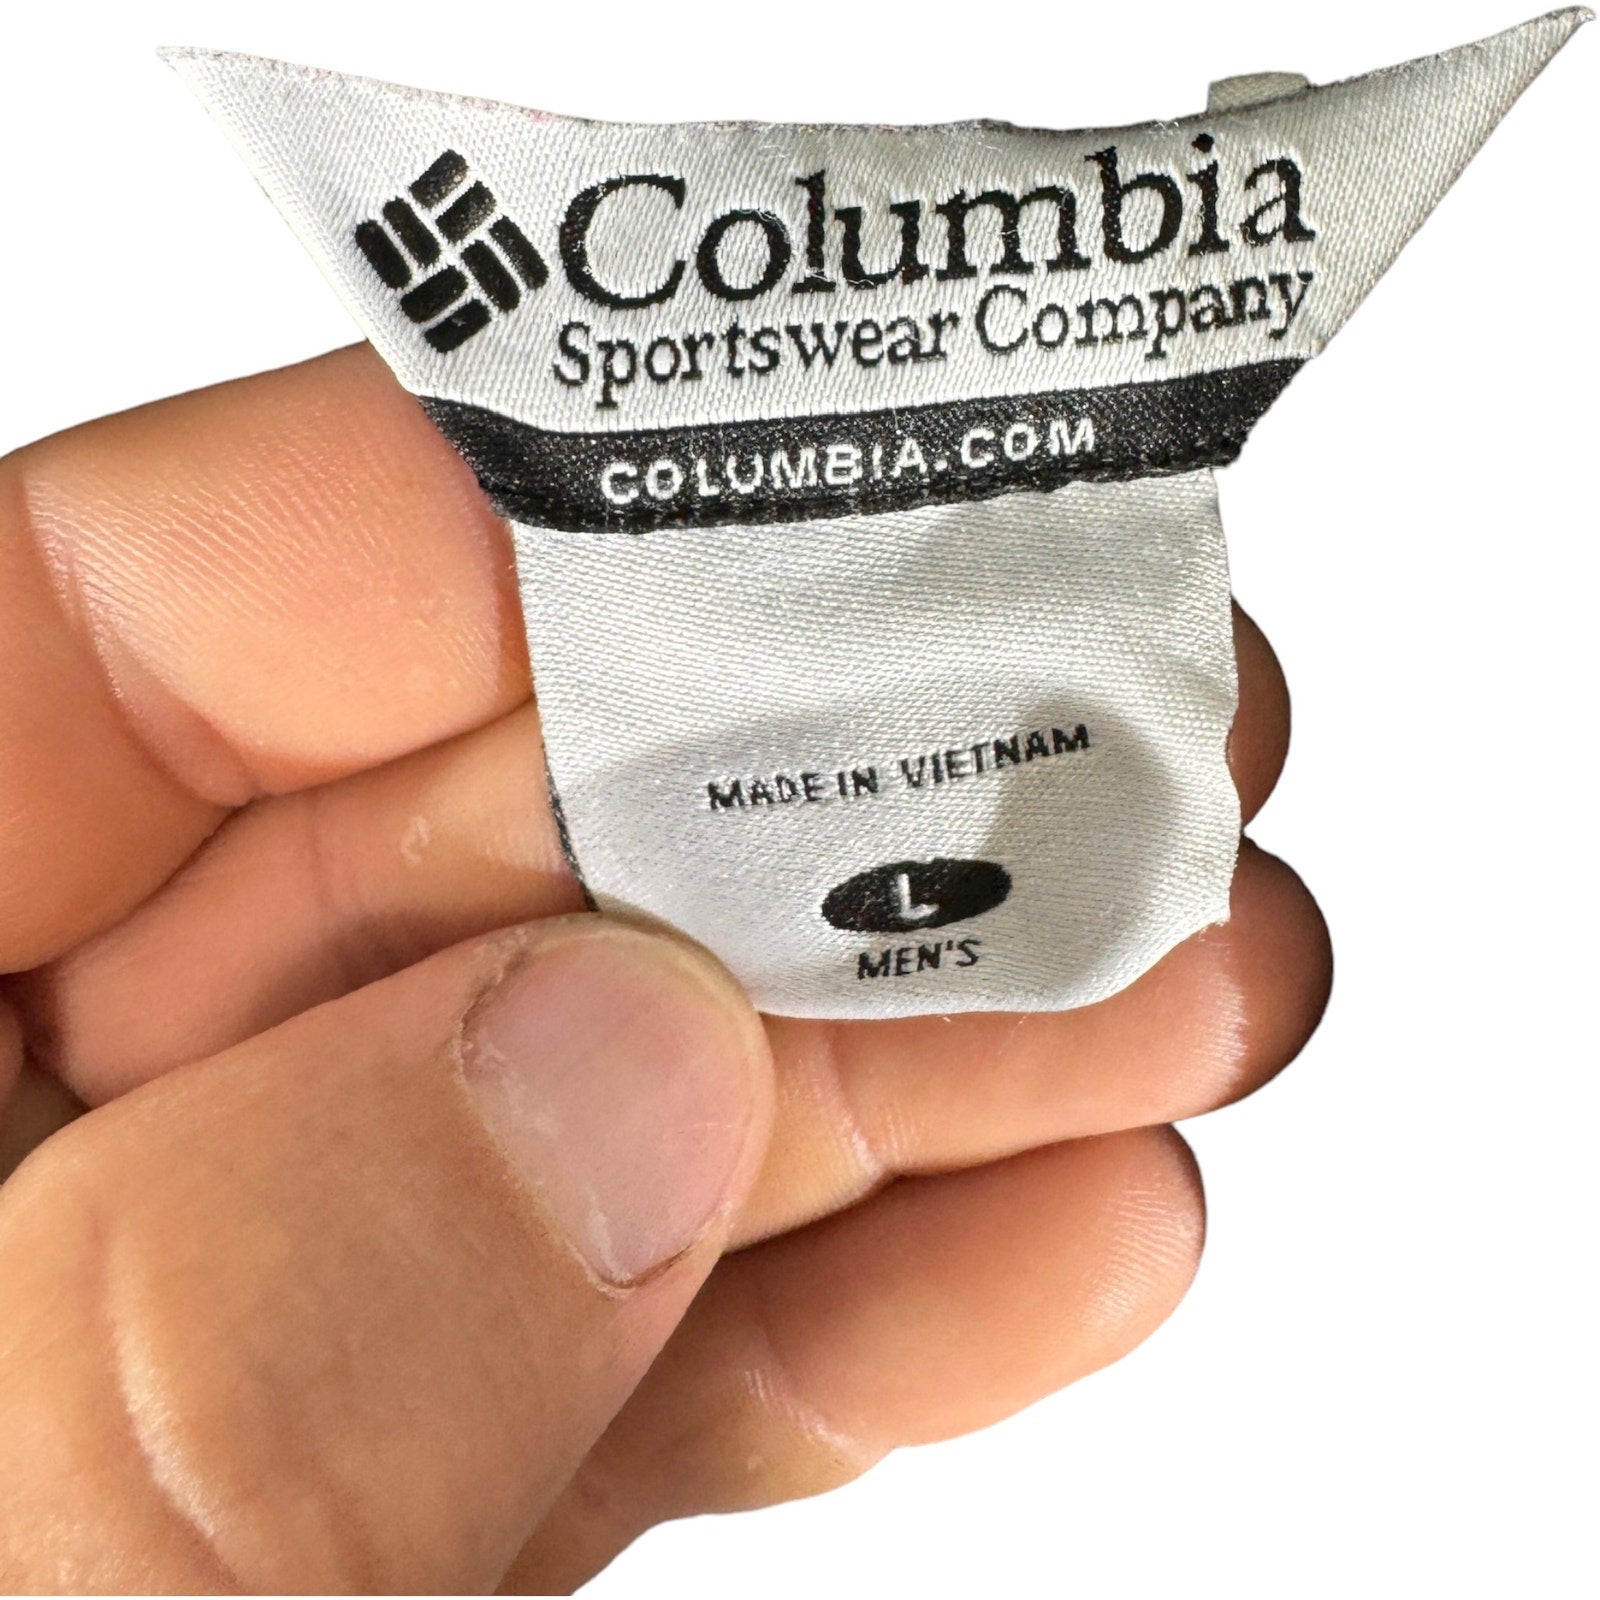 Columbia
Sportswear Company
COLUMBIA.COM
MADE IN VIETNAM
L
MEN'S